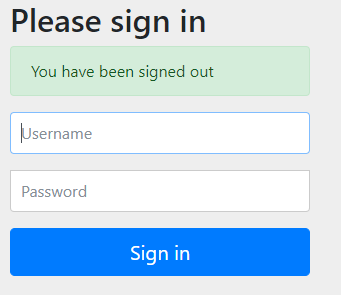 Please sign in
You have been signed out
Username
Password
Sign in